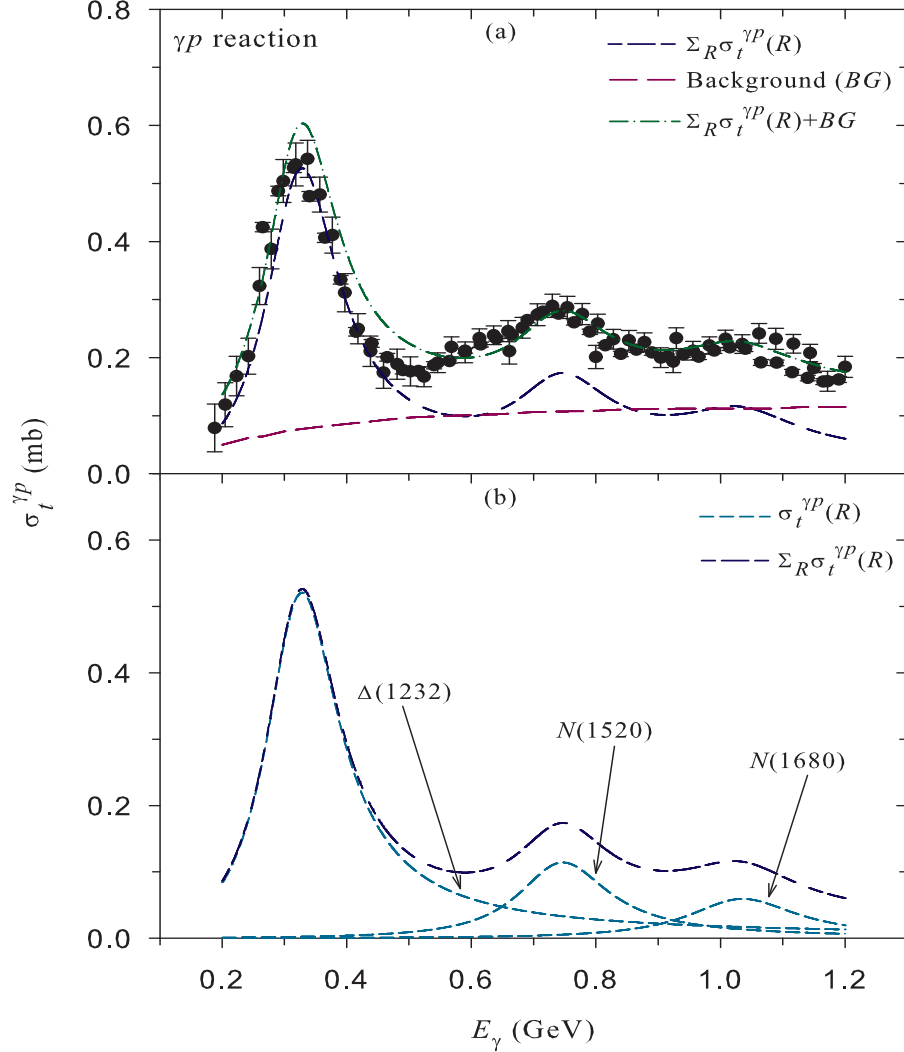 γp reaction
(a)
Σ_R σ_t^γp(R)
Background (BG)
Σ_R σ_t^γp(R)+BG
0.8
0.6
0.4
0.2
0.0
σ_t^γp (mb)
(b)
σ_t^γp(R)
Σ_R σ_t^γp(R)
0.6
0.4
0.2
0.0
Δ(1232)
N(1520)
N(1680)
0.2 0.4 0.6 0.8 1.0 1.2
E_γ (GeV)